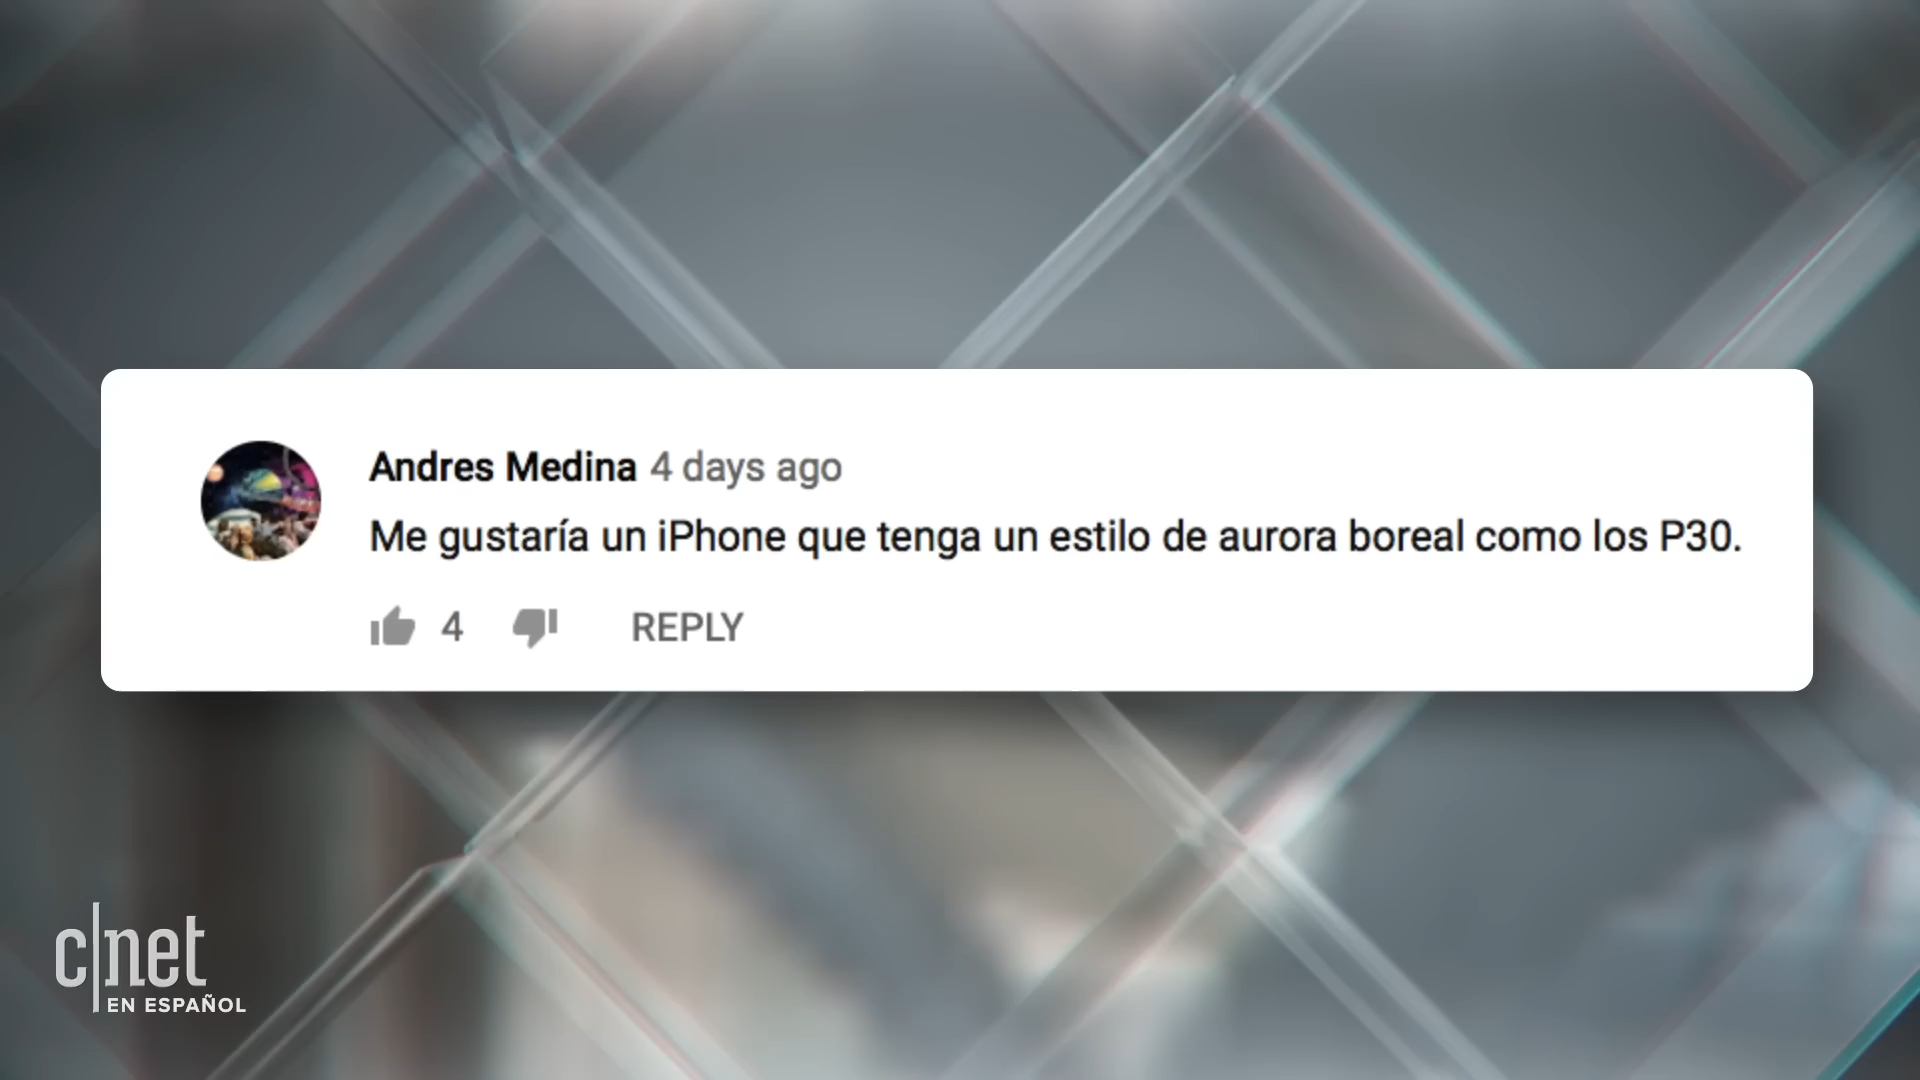 Andres Medina 4 days ago
Me gustaría un iPhone que tenga un estilo de aurora boreal como los P30.
4 REPLY
c|net
EN ESPAÑOL